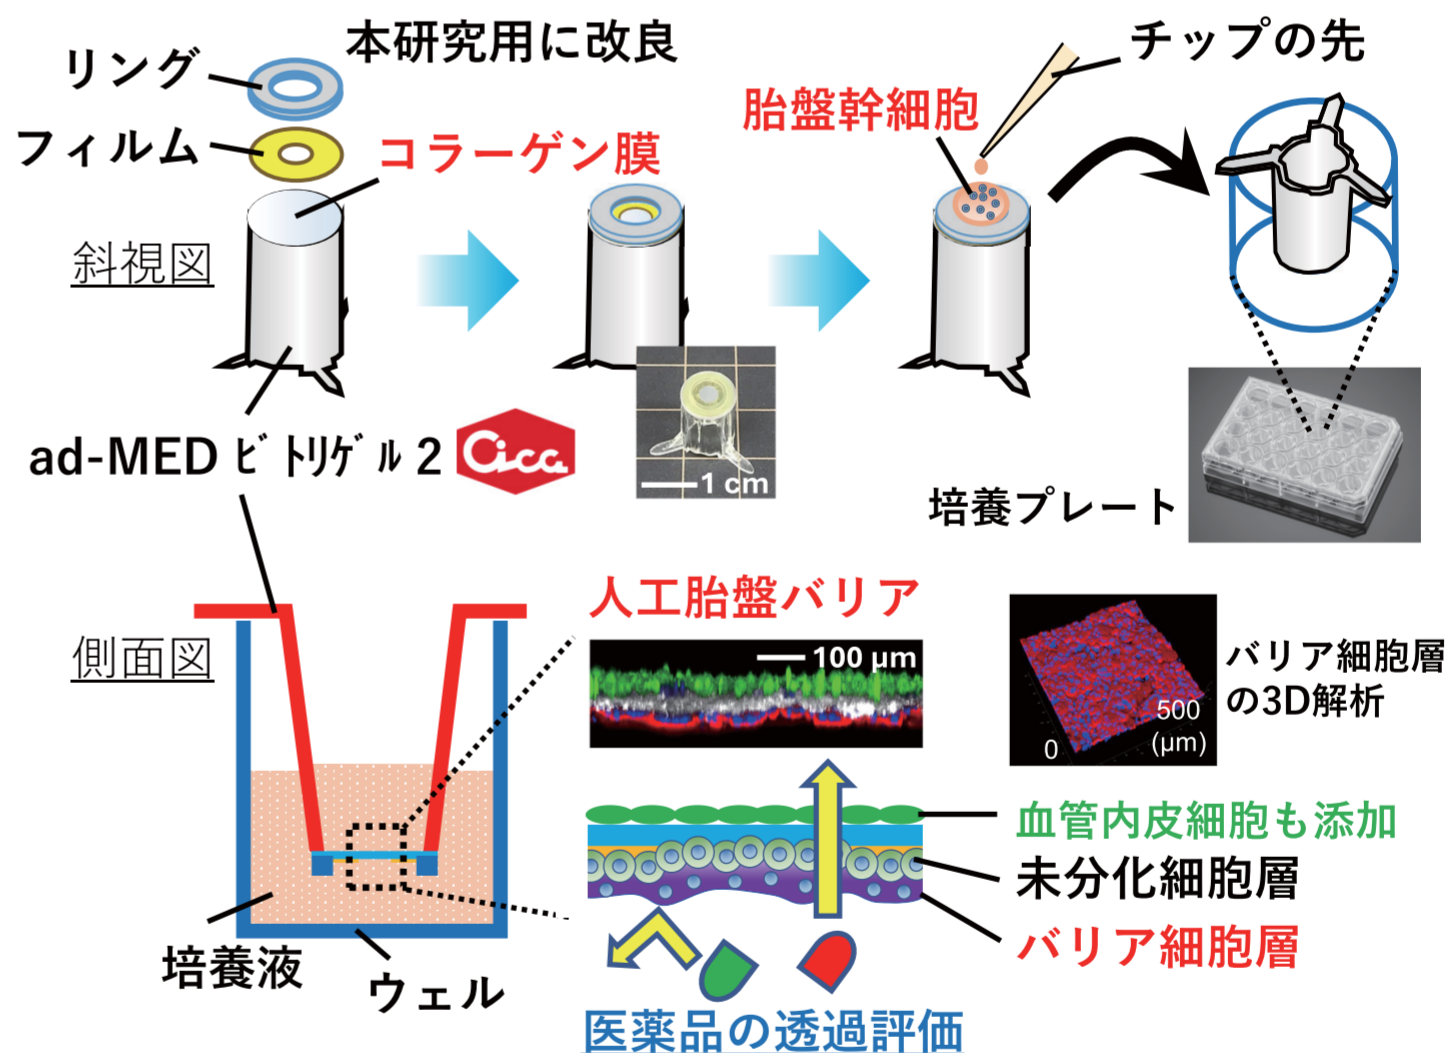 本研究用に改良
リング
フィルム
コラーゲン膜
斜視図
チップの先
胎盤幹細胞
ad-MED ﾋﾞﾄﾘｹﾞﾙ 2
Cica
1 cm
培養プレート
側面図
人工胎盤バリア
100 μm
バリア細胞層
の3D解析
500
(μm)
0
血管内皮細胞も添加
未分化細胞層
バリア細胞層
培養液
ウェル
医薬品の透過評価